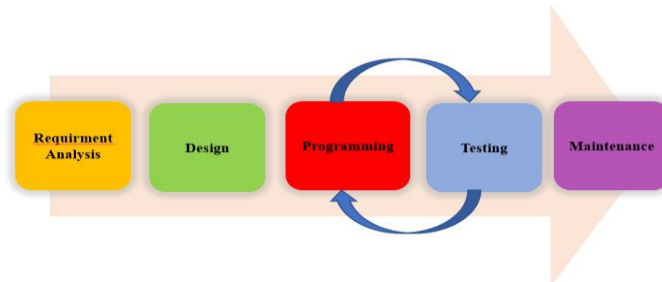 Requirment
Analysis
Design
Programming
Testing
Maintenance